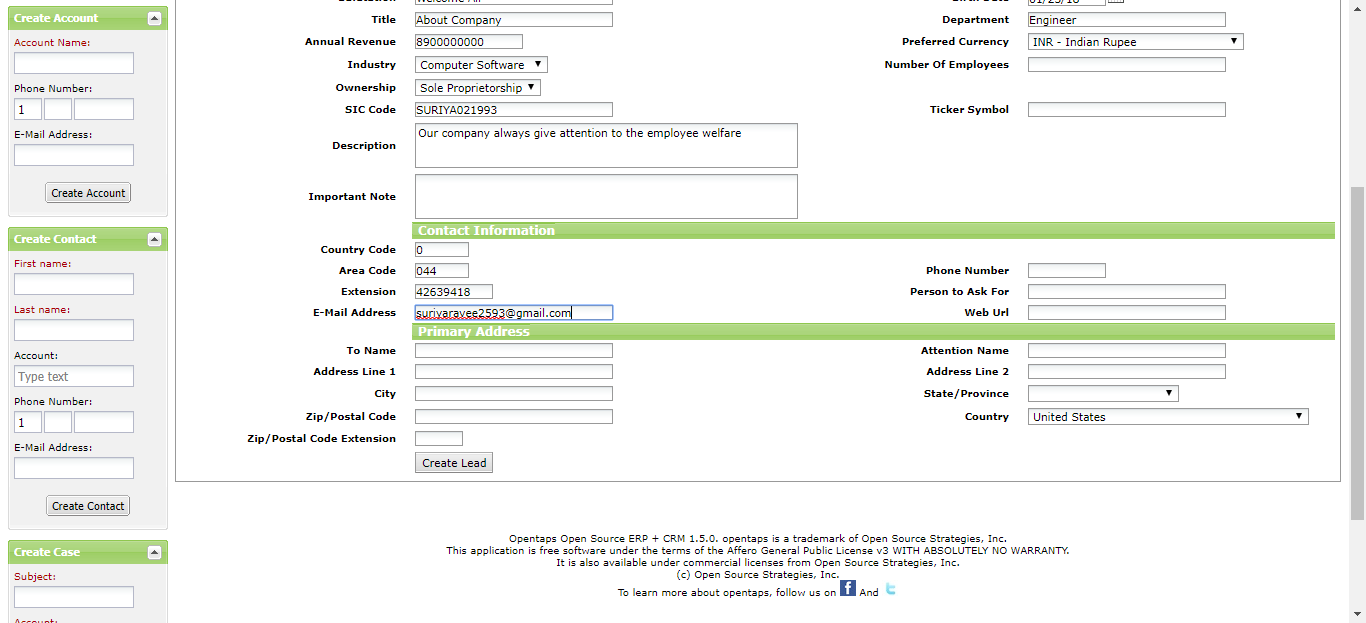 Create Account
Account Name:
Phone Number:
1
E-Mail Address:
Create Account
Create Contact
First name:
Last name:
Account:
Type text
Phone Number:
1
E-Mail Address:
Create Contact
Create Case
Subject:
Account:
Title About Company Department Engineer
Annual Revenue 8900000000 Preferred Currency INR - Indian Rupee
Industry Computer Software Number Of Employees
Ownership Sole Proprietorship
SIC Code SURIYA021993 Ticker Symbol
Description Our company always give attention to the employee welfare
Important Note
Contact Information
Country Code 0
Area Code 044 Phone Number
Extension 42639418 Person to Ask For
E-Mail Address suriyaravee2593@gmail.com Web Url
Primary Address
To Name Attention Name
Address Line 1 Address Line 2
City State/Province
Zip/Postal Code Country United States
Zip/Postal Code Extension
Create Lead
Opentaps Open Source ERP + CRM 1.5.0. opentaps is a trademark of Open Source Strategies, Inc.
This application is free software under the terms of the Affero General Public License v3 WITH ABSOLUTELY NO WARRANTY.
It is also available under commercial licenses from Open Source Strategies, Inc.
(c) Open Source Strategies, Inc.
To learn more about opentaps, follow us on f And t